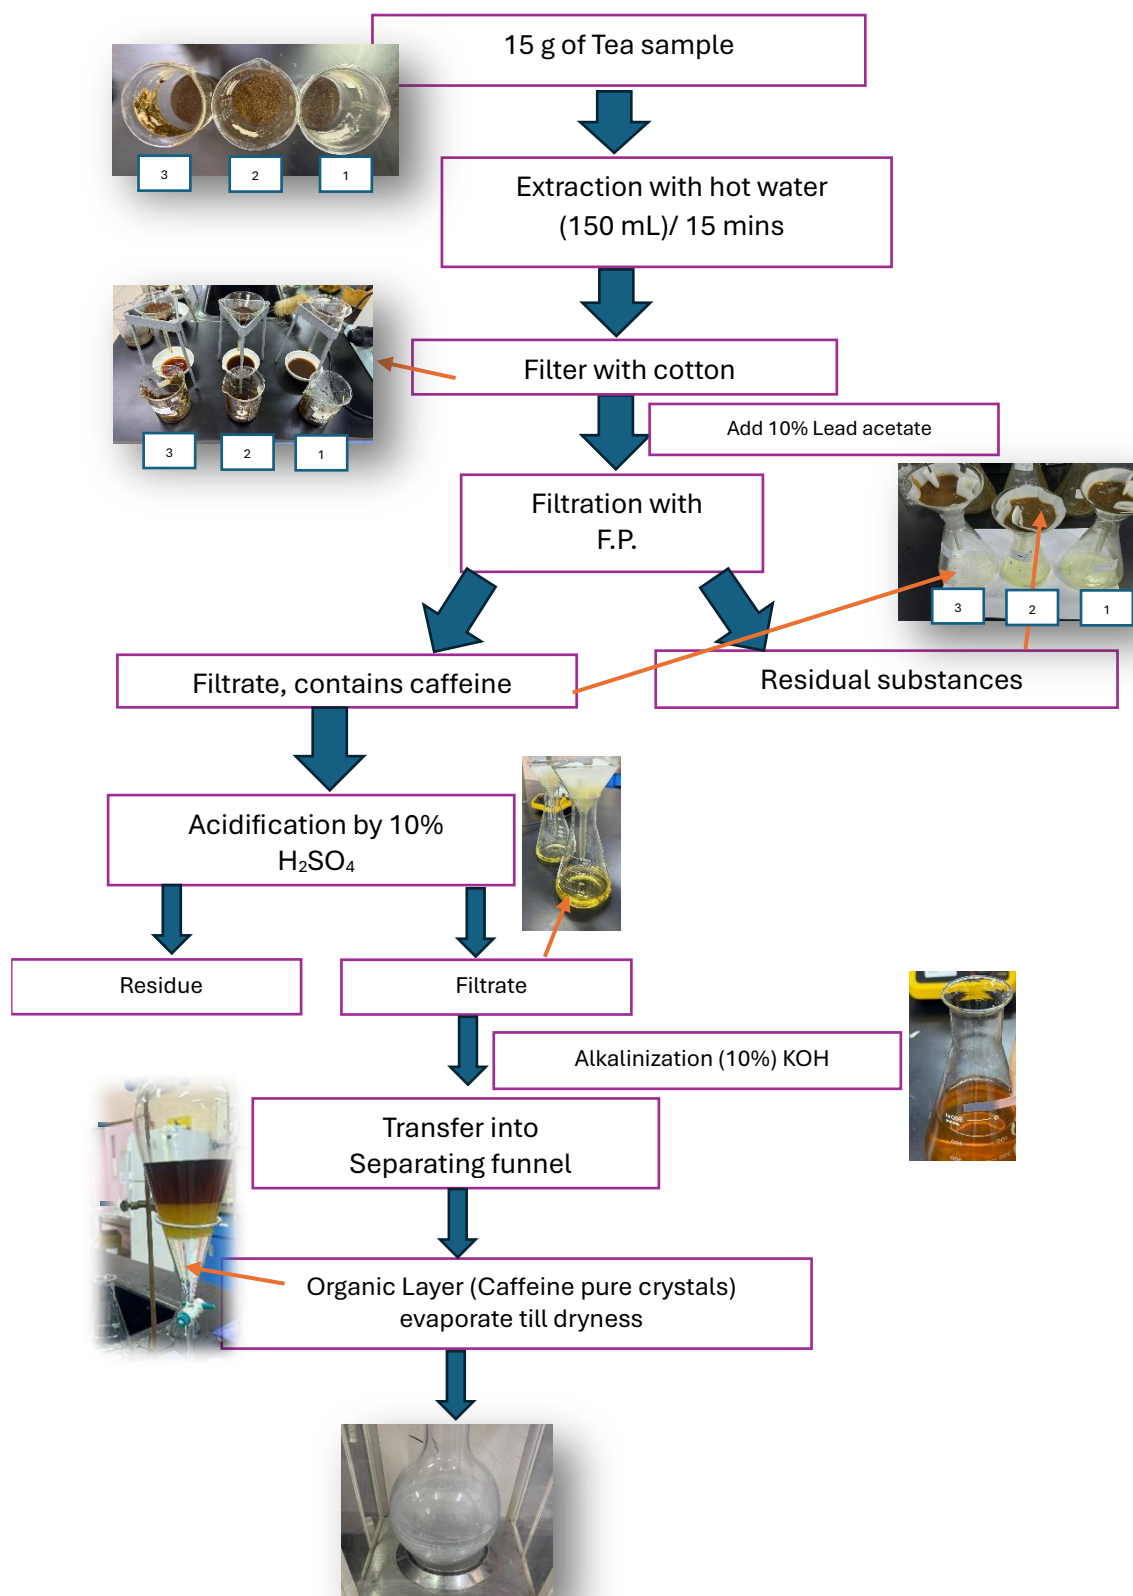 15 g of Tea sample
3
2
1
Extraction with hot water
(150 mL)/ 15 mins
Filter with cotton
3
2
1
Add 10% Lead acetate
Filtration with
F.P.
3
2
1
Filtrate, contains caffeine
Residual substances
Acidification by 10%
H₂SO₄
Residue
Filtrate
Alkalinization (10%) KOH
Transfer into
Separating funnel
Organic Layer (Caffeine pure crystals)
evaporate till dryness